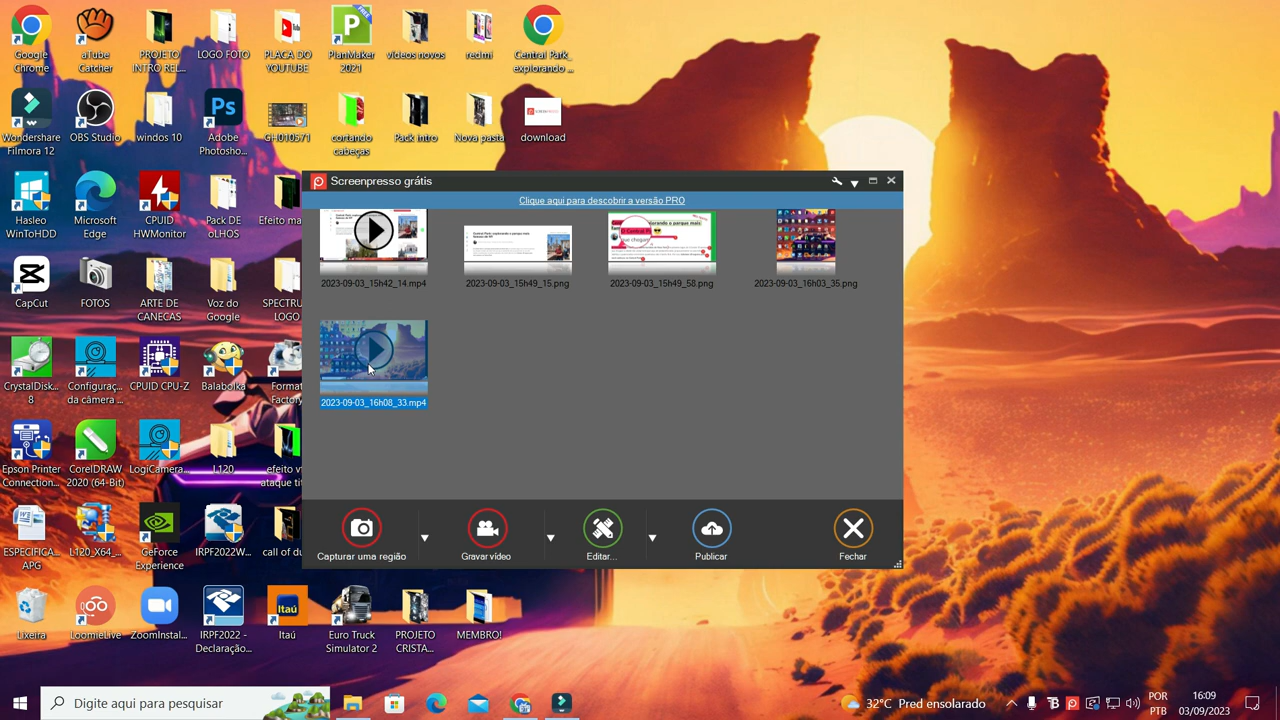 Google
Chrome
aTube
Catcher
PROJETO
INTRO REL...
LOGO FOTO
PLACA DO
YOUTUBE
FREE
PlanMaker
2021
videos novos
redmi
Central Park_
explorando ...
Wondershare
Filmora 12
OBS Studio
windos 10
Adobe
Photosho...
GH010571
cortando
cabeças
Pack intro
Nova pasta
download
Hasleo
WinToHDD
Microsoft
Edge
CPUID
HWMonitor
Pack DE
oLHOS
Efeito ma
CapCut
FOTOS
ARTE DE
CANECAS
Voz do
Google
SPECTRU
LOGO
CrystalDisk...
8
Configuraç...
da câmera ...
CPUID CPU-Z
Balabolka
Format
Factory
Epson Printer
Connection...
CorelDRAW
2020 (64-Bit)
LogiCamera...
L120
efeito v
ataque tit
ESPECIFICA...
APG
L120_X64_...
GeForce
Experience
IRPF2022W...
call of du
Lixeira
LoomieLive
ZoomInstal...
IRPF2022 -
Declaração...
Itaú
Euro Truck
Simulator 2
PROJETO
CRISTA...
MEMBRO!
Screenpresso grátis
Clique aqui para descobrir a versão PRO
2023-09-03_15h42_14.mp4
2023-09-03_15h49_15.png
2023-09-03_15h49_58.png
2023-09-03_16h03_35.png
2023-09-03_16h08_33.mp4
Capturar uma região
Gravar vídeo
Editar...
Publicar
Fechar
Digite aqui para pesquisar
32°C Pred ensolarado
POR
PTB
16:09
03/09/2023